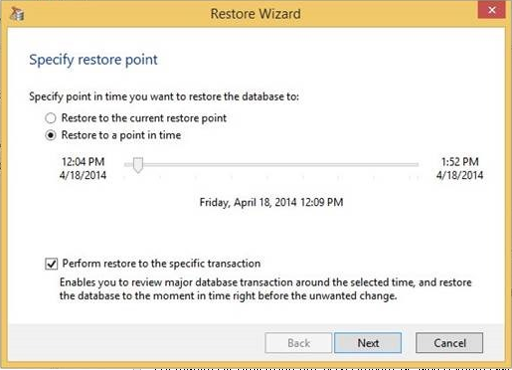 Restore Wizard
Specify restore point
Specify point in time you want to restore the database to:
Restore to the current restore point
Restore to a point in time
12:04 PM 1:52 PM
4/18/2014 4/18/2014
Friday, April 18, 2014 12:09 PM
Perform restore to the specific transaction
Enables you to review major database transaction around the selected time, and restore
the database to the moment in time right before the unwanted change.
Back Next Cancel